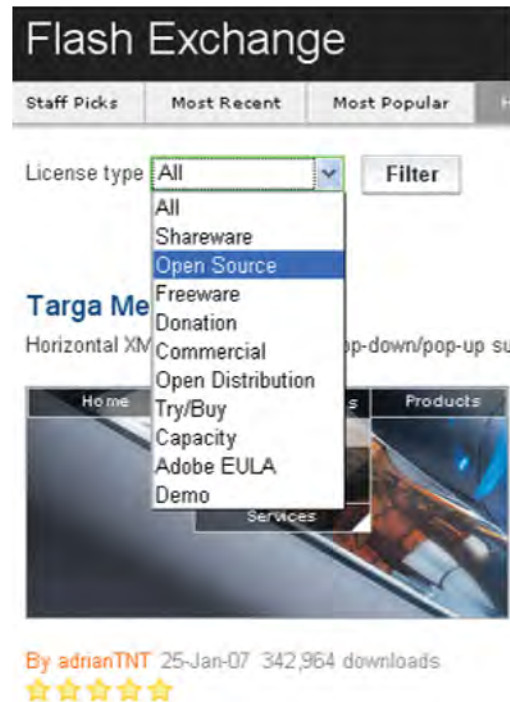 Flash Exchange
Staff Picks Most Recent Most Popular
License type All Filter
All
Shareware
Open Source
Freeware
Donation
Commercial
Open Distribution
Try/Buy
Capacity
Adobe EULA
Demo
Targa Me
Horizontal XM op-down/pop-up su
Home s Products
Services
By adrianTNT 25-Jan-07 342,964 downloads